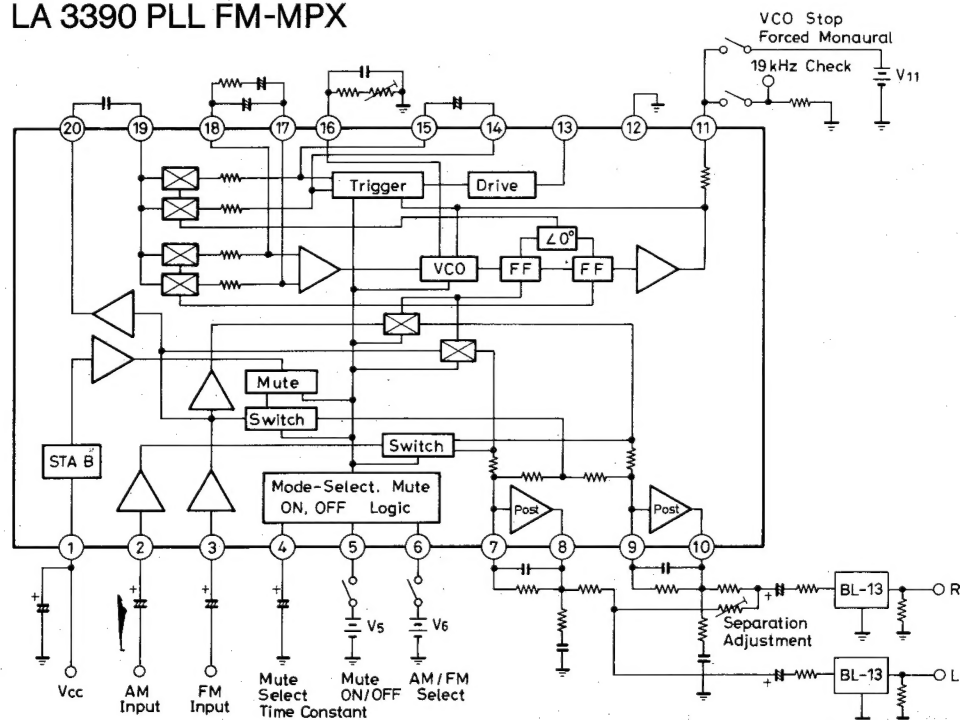 LA 3390 PLL FM-MPX
VCO Stop
Forced Monaural
19kHz Check
V11
20
19
18
17
16
15
14
13
12
11
Trigger
Drive
∠0°
VCO
FF
FF
Mute
Switch
Switch
STA B
Mode-Select. Mute
ON, OFF Logic
Post
Post
1
2
3
4
5
6
7
8
9
10
+
+
+
+
V5
V6
Vcc
AM
Input
FM
Input
Mute
Select
Time Constant
Mute
ON/OFF
AM/FM
Select
Separation
Adjustment
+
BL-13
R
+
BL-13
L